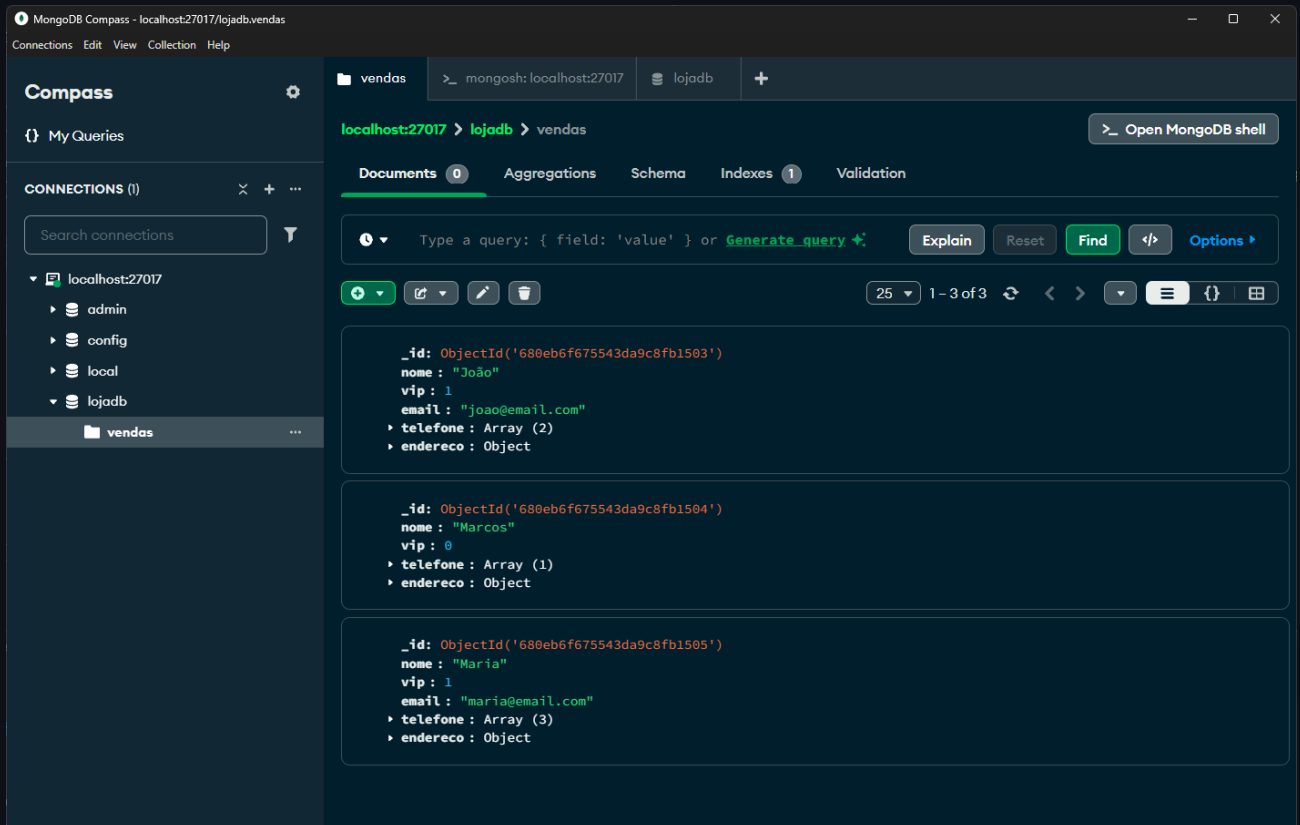 MongoDB Compass - localhost:27017/lojadb.vendas
Connections Edit View Collection Help
Compass
{} My Queries
CONNECTIONS (1)
Search connections
localhost:27017
admin
config
local
lojadb
vendas
vendas
>_ mongosh: localhost:27017
lojadb
localhost:27017 > lojadb > vendas
>_ Open MongoDB shell
Documents 0 Aggregations Schema Indexes 1 Validation
Type a query: { field: 'value' } or Generate query
Explain Reset Find </> Options
25 1 – 3 of 3 {}
_id: ObjectId('680eb6f675543da9c8fb1503')
nome : "João"
vip : 1
email : "joao@email.com"
telefone : Array (2)
endereco : Object
_id: ObjectId('680eb6f675543da9c8fb1504')
nome : "Marcos"
vip : 0
telefone : Array (1)
endereco : Object
_id: ObjectId('680eb6f675543da9c8fb1505')
nome : "Maria"
vip : 1
email : "maria@email.com"
telefone : Array (3)
endereco : Object